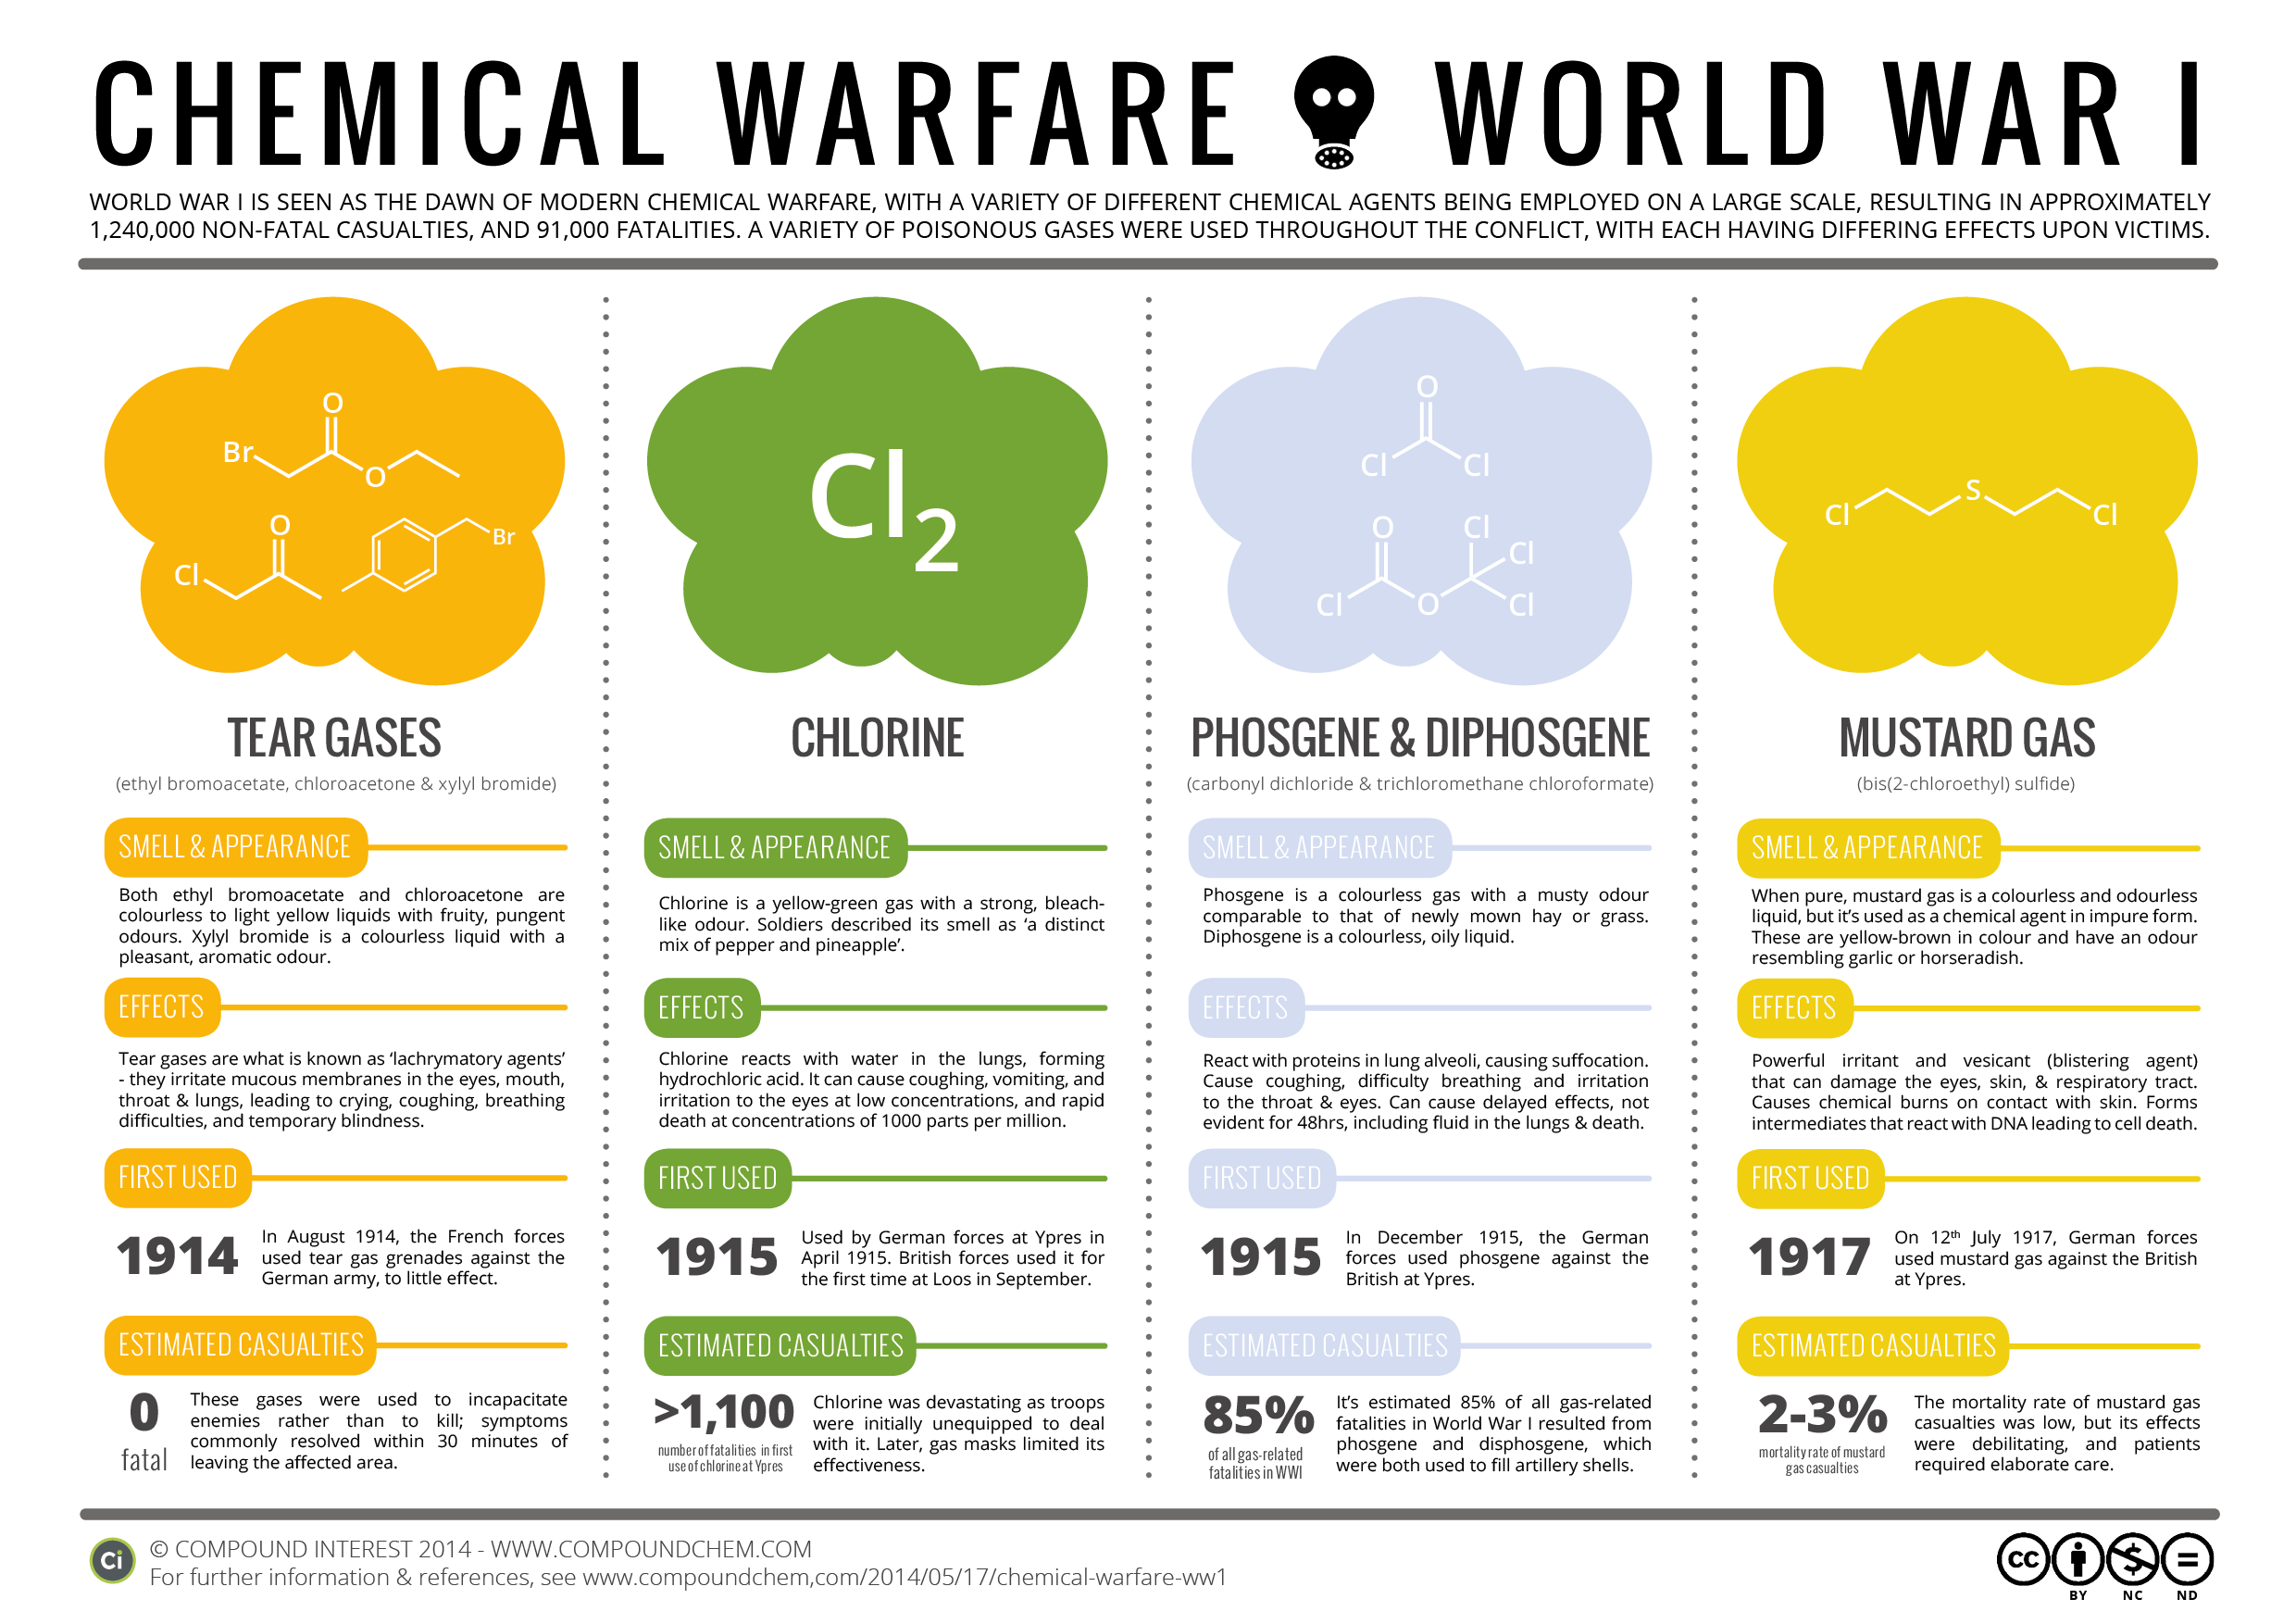 CHEMICAL WARFARE WORLD WAR I
WORLD WAR I IS SEEN AS THE DAWN OF MODERN CHEMICAL WARFARE, WITH A VARIETY OF DIFFERENT CHEMICAL AGENTS BEING EMPLOYED ON A LARGE SCALE, RESULTING IN APPROXIMATELY
1,240,000 NON-FATAL CASUALTIES, AND 91,000 FATALITIES. A VARIETY OF POISONOUS GASES WERE USED THROUGHOUT THE CONFLICT, WITH EACH HAVING DIFFERING EFFECTS UPON VICTIMS.
O
Br
O
O
Cl
Br
TEAR GASES
(ethyl bromoacetate, chloroacetone & xylyl bromide)
SMELL & APPEARANCE
Both ethyl bromoacetate and chloroacetone are
colourless to light yellow liquids with fruity, pungent
odours. Xylyl bromide is a colourless liquid with a
pleasant, aromatic odour.
EFFECTS
Tear gases are what is known as ‘lachrymatory agents’
- they irritate mucous membranes in the eyes, mouth,
throat & lungs, leading to crying, coughing, breathing
difficulties, and temporary blindness.
FIRST USED
1914
In August 1914, the French forces
used tear gas grenades against the
German army, to little effect.
ESTIMATED CASUALTIES
0
fatal
These gases were used to incapacitate
enemies rather than to kill; symptoms
commonly resolved within 30 minutes of
leaving the affected area.
Cl2
CHLORINE
SMELL & APPEARANCE
Chlorine is a yellow-green gas with a strong, bleach-
like odour. Soldiers described its smell as ‘a distinct
mix of pepper and pineapple’.
EFFECTS
Chlorine reacts with water in the lungs, forming
hydrochloric acid. It can cause coughing, vomiting, and
irritation to the eyes at low concentrations, and rapid
death at concentrations of 1000 parts per million.
FIRST USED
1915
Used by German forces at Ypres in
April 1915. British forces used it for
the first time at Loos in September.
ESTIMATED CASUALTIES
>1,100
number of fatalities in first
use of chlorine at Ypres
Chlorine was devastating as troops
were initially unequipped to deal
with it. Later, gas masks limited its
effectiveness.
O
Cl Cl
O Cl
Cl
Cl O Cl
PHOSGENE & DIPHOSGENE
(carbonyl dichloride & trichloromethane chloroformate)
SMELL & APPEARANCE
Phosgene is a colourless gas with a musty odour
comparable to that of newly mown hay or grass.
Diphosgene is a colourless, oily liquid.
EFFECTS
React with proteins in lung alveoli, causing suffocation.
Cause coughing, difficulty breathing and irritation
to the throat & eyes. Can cause delayed effects, not
evident for 48hrs, including fluid in the lungs & death.
FIRST USED
1915
In December 1915, the German
forces used phosgene against the
British at Ypres.
ESTIMATED CASUALTIES
85%
of all gas-related
fatalities in WWI
It’s estimated 85% of all gas-related
fatalities in World War I resulted from
phosgene and disphosgene, which
were both used to fill artillery shells.
Cl S Cl
MUSTARD GAS
(bis(2-chloroethyl) sulfide)
SMELL & APPEARANCE
When pure, mustard gas is a colourless and odourless
liquid, but it’s used as a chemical agent in impure form.
These are yellow-brown in colour and have an odour
resembling garlic or horseradish.
EFFECTS
Powerful irritant and vesicant (blistering agent)
that can damage the eyes, skin, & respiratory tract.
Causes chemical burns on contact with skin. Forms
intermediates that react with DNA leading to cell death.
FIRST USED
1917
On 12th July 1917, German forces
used mustard gas against the British
at Ypres.
ESTIMATED CASUALTIES
2-3%
mortality rate of mustard
gas casualties
The mortality rate of mustard gas
casualties was low, but its effects
were debilitating, and patients
required elaborate care.
Ci
© COMPOUND INTEREST 2014 - WWW.COMPOUNDCHEM.COM
For further information & references, see www.compoundchem,com/2014/05/17/chemical-warfare-ww1
CC
BY NC ND